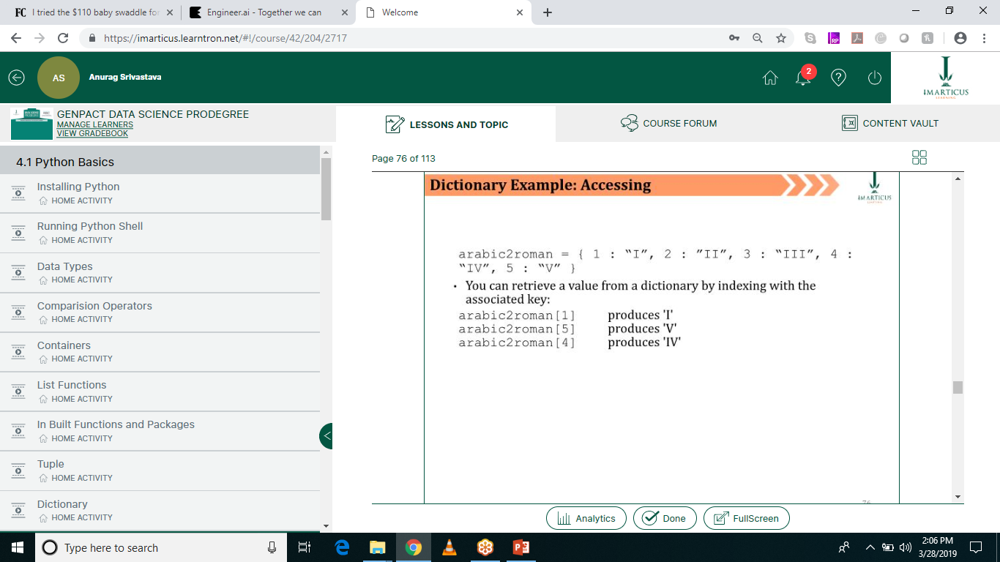 FC I tried the $110 baby swaddle for
Engineer.ai - Together we can
Welcome
https://imarticus.learntron.net/#!/course/42/204/2717
RP
AS
Anurag Srivastava
2
IMARTICUS
LEARNING
GENPACT DATA SCIENCE PRODEGREE
MANAGE LEARNERS
VIEW GRADEBOOK
LESSONS AND TOPIC
COURSE FORUM
CONTENT VAULT
4.1 Python Basics
Installing Python
HOME ACTIVITY
Running Python Shell
HOME ACTIVITY
Data Types
HOME ACTIVITY
Comparision Operators
HOME ACTIVITY
Containers
HOME ACTIVITY
List Functions
HOME ACTIVITY
In Built Functions and Packages
HOME ACTIVITY
Tuple
HOME ACTIVITY
Dictionary
HOME ACTIVITY
Page 76 of 113
Dictionary Example: Accessing
IMARTICUS
arabic2roman = { 1 : “I”, 2 : ”II”, 3 : “III”, 4 :
“IV”, 5 : “V” }
• You can retrieve a value from a dictionary by indexing with the
associated key:
arabic2roman[1] produces 'I'
arabic2roman[5] produces 'V'
arabic2roman[4] produces 'IV'
Analytics
Done
FullScreen
Type here to search
2:06 PM
3/28/2019